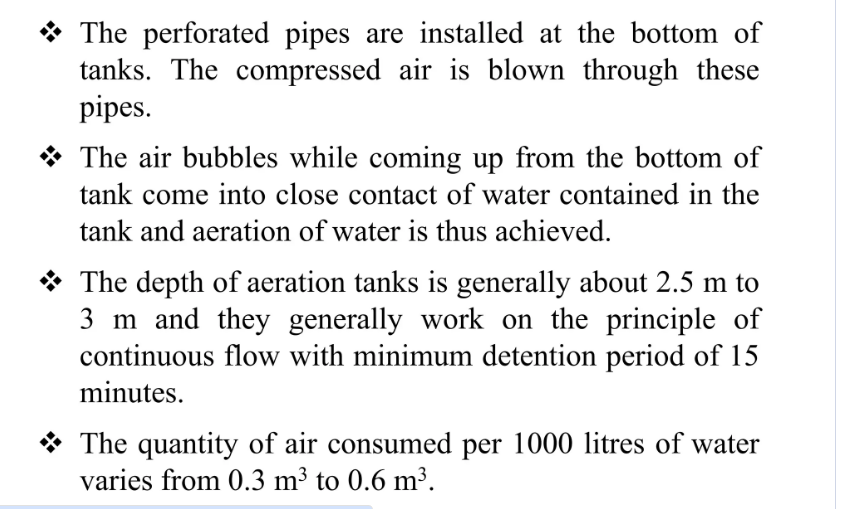 ❖ The perforated pipes are installed at the bottom of
tanks. The compressed air is blown through these
pipes.
❖ The air bubbles while coming up from the bottom of
tank come into close contact of water contained in the
tank and aeration of water is thus achieved.
❖ The depth of aeration tanks is generally about 2.5 m to
3 m and they generally work on the principle of
continuous flow with minimum detention period of 15
minutes.
❖ The quantity of air consumed per 1000 litres of water
varies from 0.3 m³ to 0.6 m³.